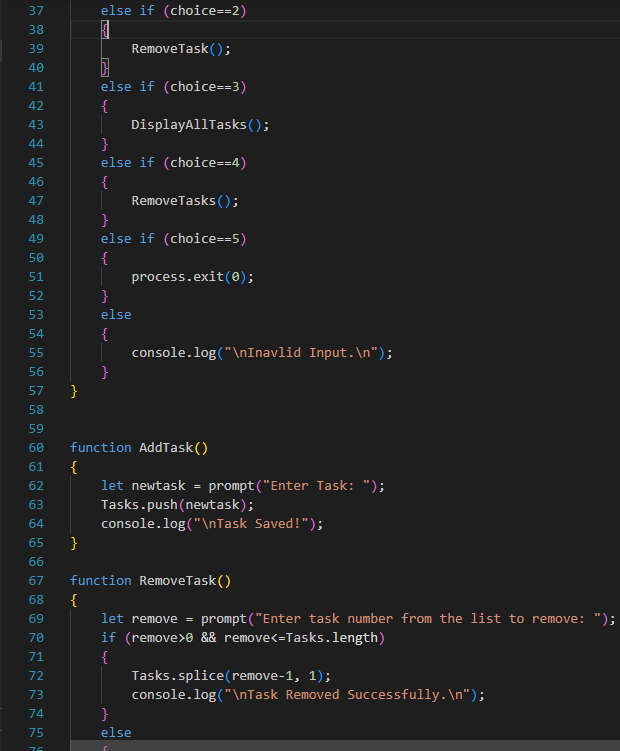 37 else if (choice==2)
38 {
39 RemoveTask();
40 }
41 else if (choice==3)
42 {
43 DisplayAllTasks();
44 }
45 else if (choice==4)
46 {
47 RemoveTasks();
48 }
49 else if (choice==5)
50 {
51 process.exit(0);
52 }
53 else
54 {
55 console.log("\nInavlid Input.\n");
56 }
57 }
58
59
60 function AddTask()
61 {
62 let newtask = prompt("Enter Task: ");
63 Tasks.push(newtask);
64 console.log("\nTask Saved!");
65 }
66
67 function RemoveTask()
68 {
69 let remove = prompt("Enter task number from the list to remove: ");
70 if (remove>0 && remove<=Tasks.length)
71 {
72 Tasks.splice(remove-1, 1);
73 console.log("\nTask Removed Successfully.\n");
74 }
75 else
76 {